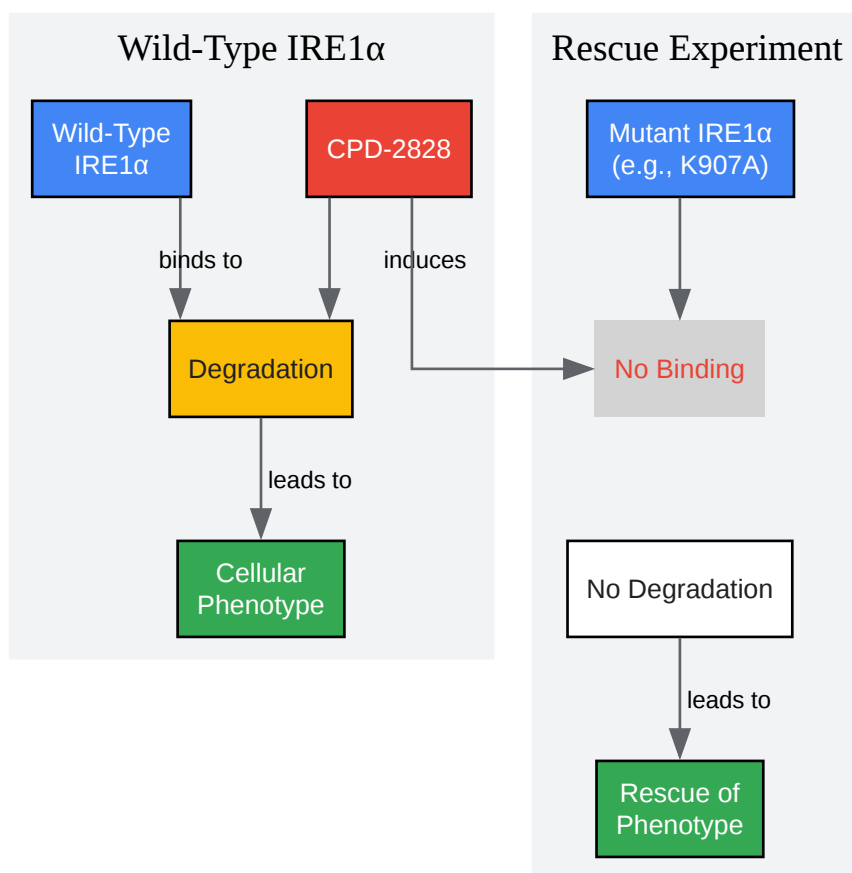 Wild-Type IRE1α
Rescue Experiment
Wild-Type
IRE1α
CPD-2828
Mutant IRE1α
(e.g., K907A)
binds to
induces
Degradation
No Binding
leads to
Cellular
Phenotype
No Degradation
leads to
Rescue of
Phenotype